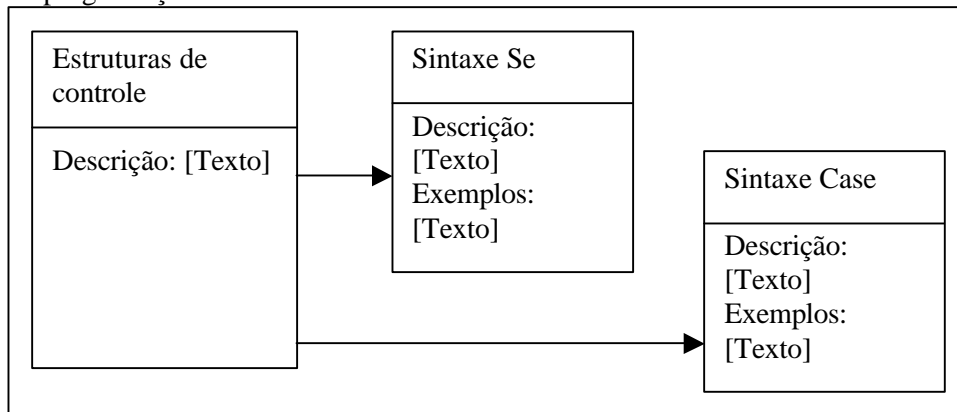 Estruturas de
controle
Descrição: [Texto]
Sintaxe Se
Descrição:
[Texto]
Exemplos:
[Texto]
Sintaxe Case
Descrição:
[Texto]
Exemplos:
[Texto]